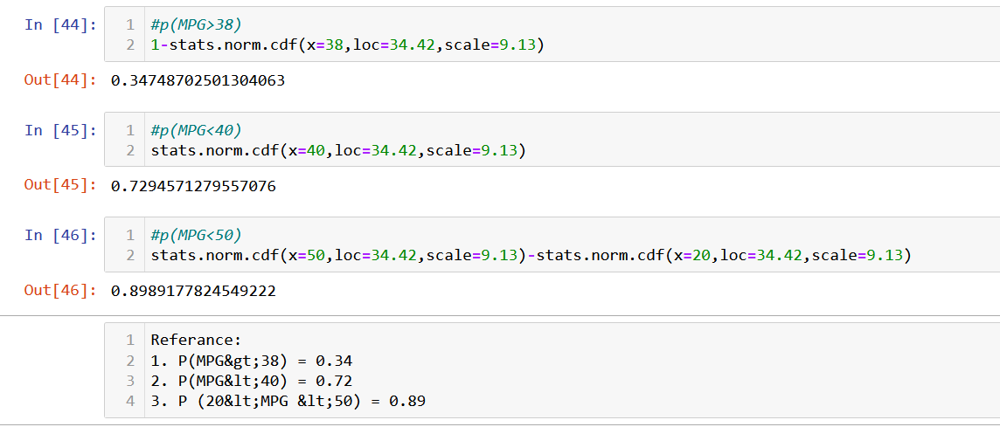 In [44]:
1 #p(MPG>38)
2 1-stats.norm.cdf(x=38,loc=34.42,scale=9.13)
Out[44]: 0.34748702501304063
In [45]:
1 #p(MPG<40)
2 stats.norm.cdf(x=40,loc=34.42,scale=9.13)
Out[45]: 0.7294571279557076
In [46]:
1 #p(MPG<50)
2 stats.norm.cdf(x=50,loc=34.42,scale=9.13)-stats.norm.cdf(x=20,loc=34.42,scale=9.13)
Out[46]: 0.8989177824549222
1 Referance:
2 1. P(MPG&gt;38) = 0.34
3 2. P(MPG&lt;40) = 0.72
4 3. P (20&lt;MPG &lt;50) = 0.89